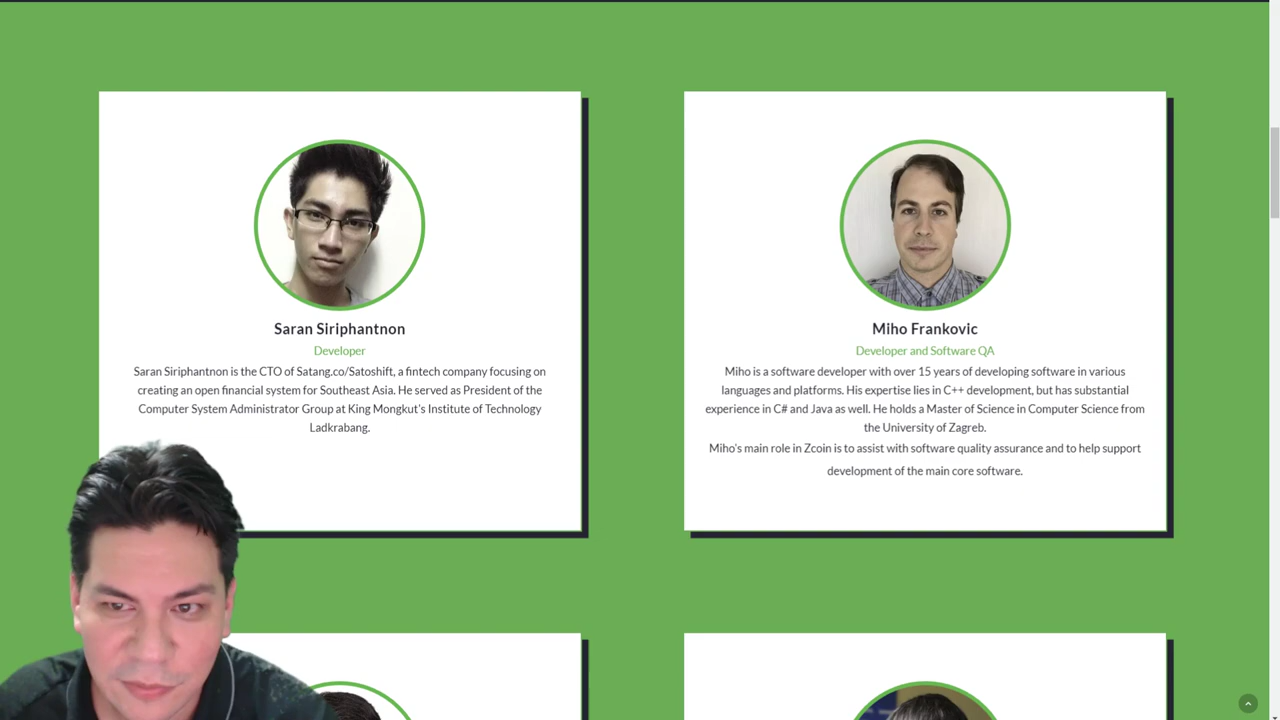 Saran Siriphantnon
Developer
Saran Siriphantnon is the CTO of Satang.co/Satoshift, a fintech company focusing on
creating an open financial system for Southeast Asia. He served as President of the
Computer System Administrator Group at King Mongkut's Institute of Technology
Ladkrabang.
Miho Frankovic
Developer and Software QA
Miho is a software developer with over 15 years of developing software in various
languages and platforms. His expertise lies in C++ development, but has substantial
experience in C# and Java as well. He holds a Master of Science in Computer Science from
the University of Zagreb.
Miho's main role in Zcoin is to assist with software quality assurance and to help support
development of the main core software.